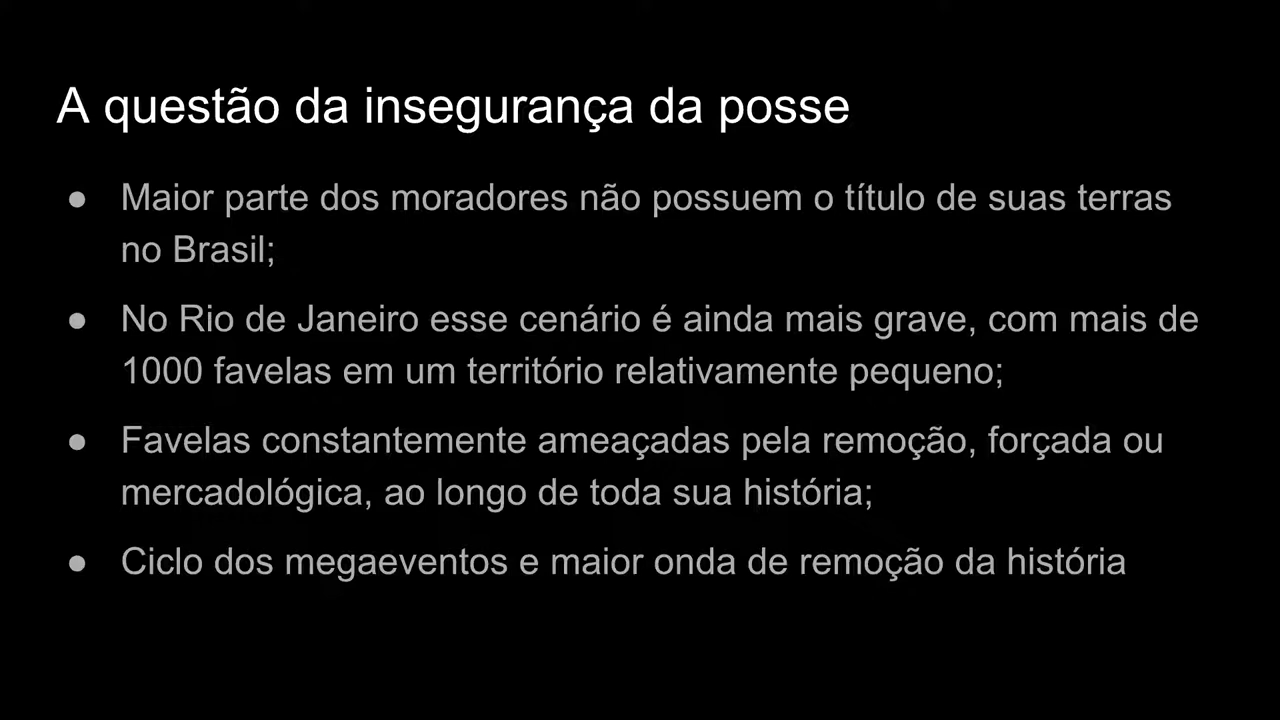 A questão da insegurança da posse
● Maior parte dos moradores não possuem o título de suas terras
no Brasil;
● No Rio de Janeiro esse cenário é ainda mais grave, com mais de
1000 favelas em um território relativamente pequeno;
● Favelas constantemente ameaçadas pela remoção, forçada ou
mercadológica, ao longo de toda sua história;
● Ciclo dos megaeventos e maior onda de remoção da história